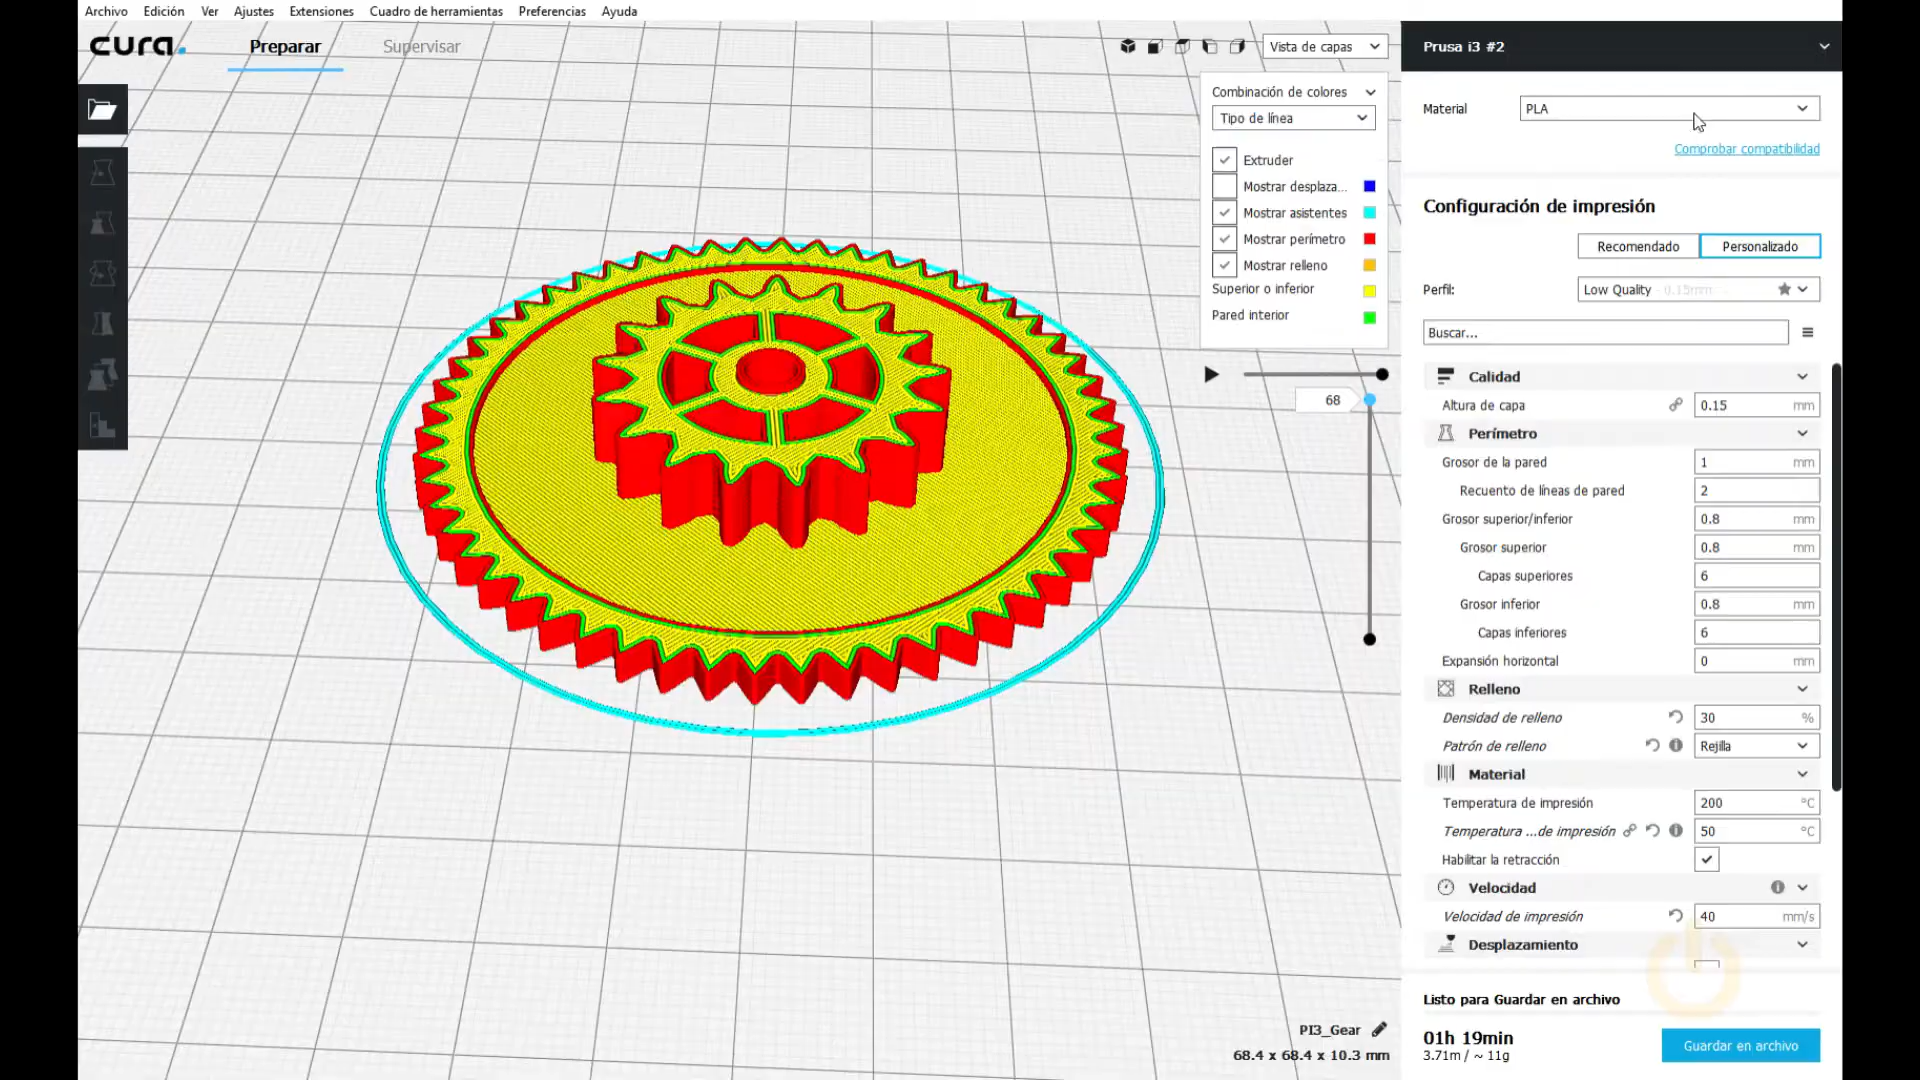 Archivo Edición Ver Ajustes Extensiones Cuadro de herramientas Preferencias Ayuda
cura.
Preparar Supervisar
Vista de capas
Combinación de colores
Tipo de línea
Extruder
Mostrar desplaza...
Mostrar asistentes
Mostrar perímetro
Mostrar relleno
Superior o inferior
Pared interior
68
PI3_Gear
68.4 x 68.4 x 10.3 mm
Prusa i3 #2
Material PLA
Comprobar compatibilidad
Configuración de impresión
Recomendado Personalizado
Perfil: Low Quality - 0.15mm
Buscar...
Calidad
Altura de capa 0.15 mm
Perímetro
Grosor de la pared 1 mm
Recuento de líneas de pared 2
Grosor superior/inferior 0.8 mm
Grosor superior 0.8 mm
Capas superiores 6
Grosor inferior 0.8 mm
Capas inferiores 6
Expansión horizontal 0 mm
Relleno
Densidad de relleno 30 %
Patrón de relleno Rejilla
Material
Temperatura de impresión 200 °C
Temperatura ...de impresión 50 °C
Habilitar la retracción
Velocidad
Velocidad de impresión 40 mm/s
Desplazamiento
Listo para Guardar en archivo
01h 19min
3.71m / ~ 11g
Guardar en archivo